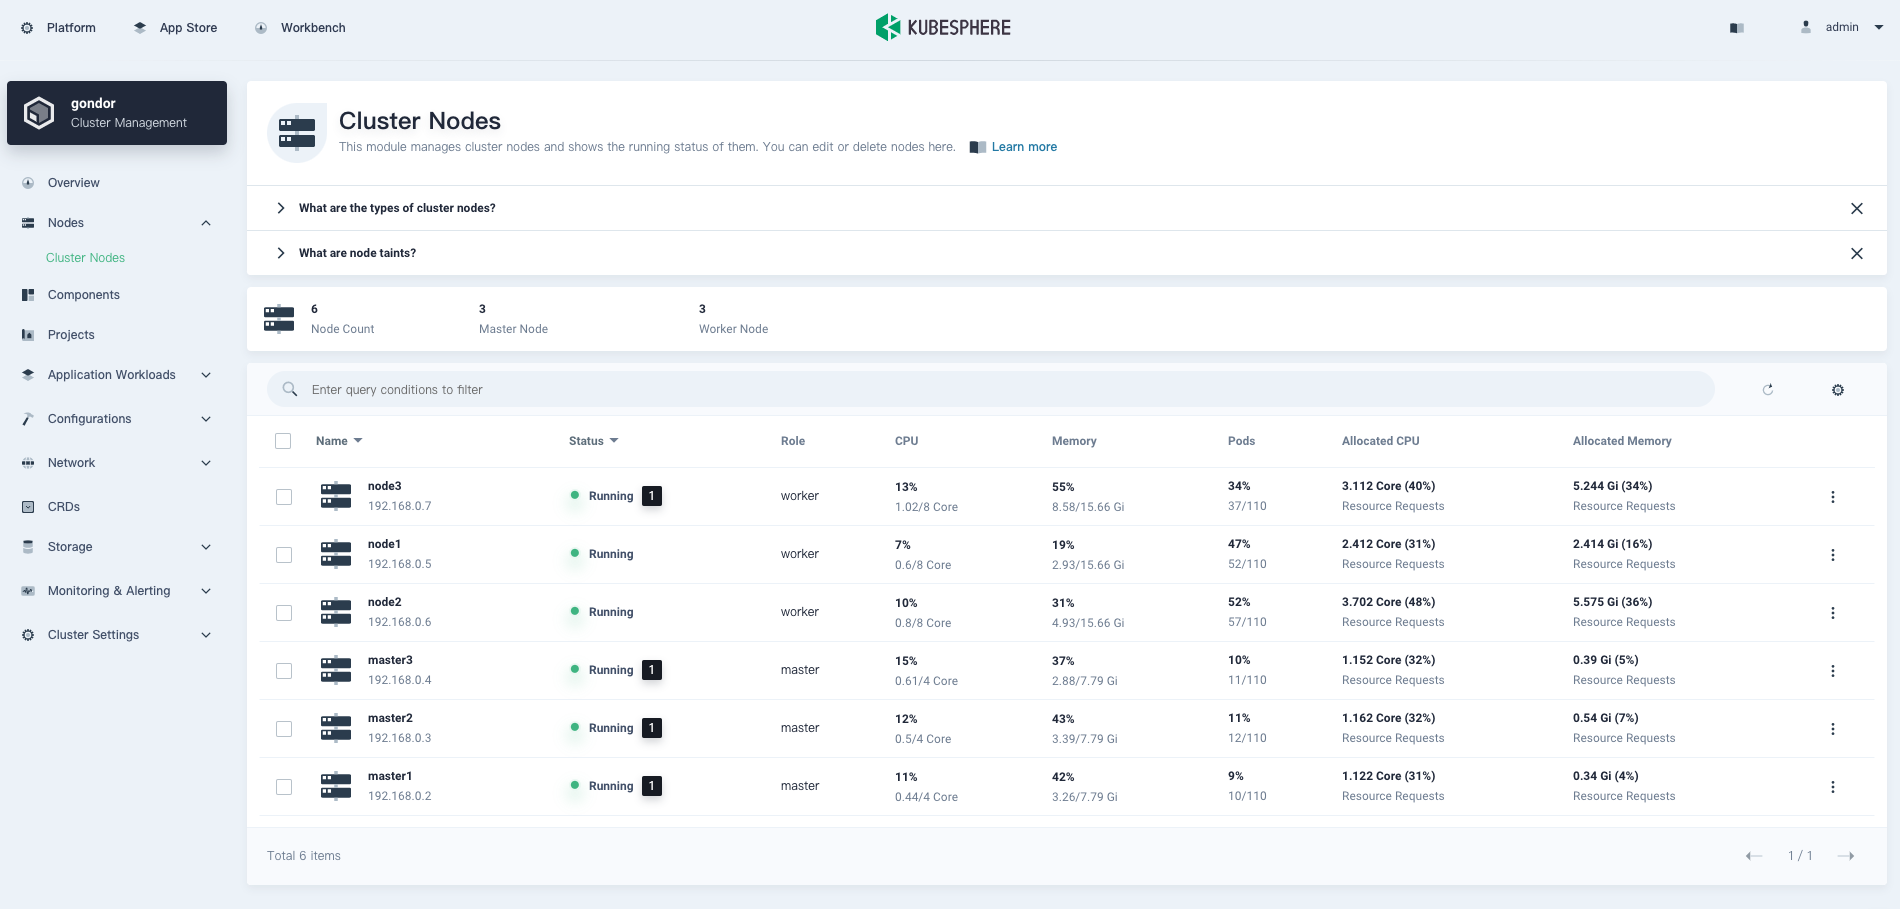 Platform
App Store
Workbench
KUBESPHERE
admin
gondor
Cluster Management
Overview
Nodes
Cluster Nodes
Components
Projects
Application Workloads
Configurations
Network
CRDs
Storage
Monitoring & Alerting
Cluster Settings
Cluster Nodes
This module manages cluster nodes and shows the running status of them. You can edit or delete nodes here. Learn more
What are the types of cluster nodes?
What are node taints?
6 3 3
Node Count Master Node Worker Node
Enter query conditions to filter
Name Status Role CPU Memory Pods Allocated CPU Allocated Memory
node3 Running 1 worker 13% 55% 34% 3.112 Core (40%) 5.244 Gi (34%)
192.168.0.7 1.02/8 Core 8.58/15.66 Gi 37/110 Resource Requests Resource Requests
node1 Running worker 7% 19% 47% 2.412 Core (31%) 2.414 Gi (16%)
192.168.0.5 0.6/8 Core 2.93/15.66 Gi 52/110 Resource Requests Resource Requests
node2 Running worker 10% 31% 52% 3.702 Core (48%) 5.575 Gi (36%)
192.168.0.6 0.8/8 Core 4.93/15.66 Gi 57/110 Resource Requests Resource Requests
master3 Running 1 master 15% 37% 10% 1.152 Core (32%) 0.39 Gi (5%)
192.168.0.4 0.61/4 Core 2.88/7.79 Gi 11/110 Resource Requests Resource Requests
master2 Running 1 master 12% 43% 11% 1.162 Core (32%) 0.54 Gi (7%)
192.168.0.3 0.5/4 Core 3.39/7.79 Gi 12/110 Resource Requests Resource Requests
master1 Running 1 master 11% 42% 9% 1.122 Core (31%) 0.34 Gi (4%)
192.168.0.2 0.44/4 Core 3.26/7.79 Gi 10/110 Resource Requests Resource Requests
Total 6 items
1 / 1